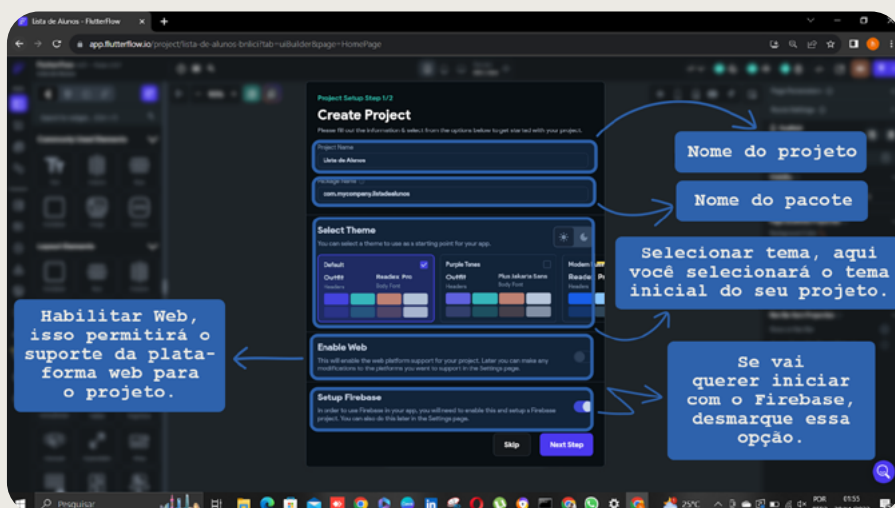 Lista de Alunos - FlutterFlow
app.flutterflow.io/project/lista-de-alunos-bnlici?tab=uiBuilder&page=HomePage
Project Setup Step 1/2
Create Project
Please fill out the information & select from the options below to get started with your project.
Project Name
Lista de Alunos
Package Name
com.mycompany.listadealunos
Nome do projeto
Nome do pacote
Select Theme
You can select a theme to use as a starting point for your app.
Default
Outfit
Headers
Readex Pro
Body Font
Purple Tones
Outfit
Headers
Plus Jakarta Sans
Body Font
Modern
Readex Pro
Headers
Selecionar tema, aqui
você selecionará o tema
inicial do seu projeto.
Habilitar Web,
isso permitirá o
suporte da plata-
forma web para
o projeto.
Enable Web
This will enable the web platform support for your project. Later you can make any
modifications to the platforms you want to support in the Settings page.
Setup Firebase
In order to use Firebase in your app, you will need to enable this and setup a Firebase
project. You can also do this later in the Settings page.
Se vai
querer iniciar
com o Firebase,
desmarque essa
opção.
Skip
Next Step
Pesquisar
25°C
POR
01:55